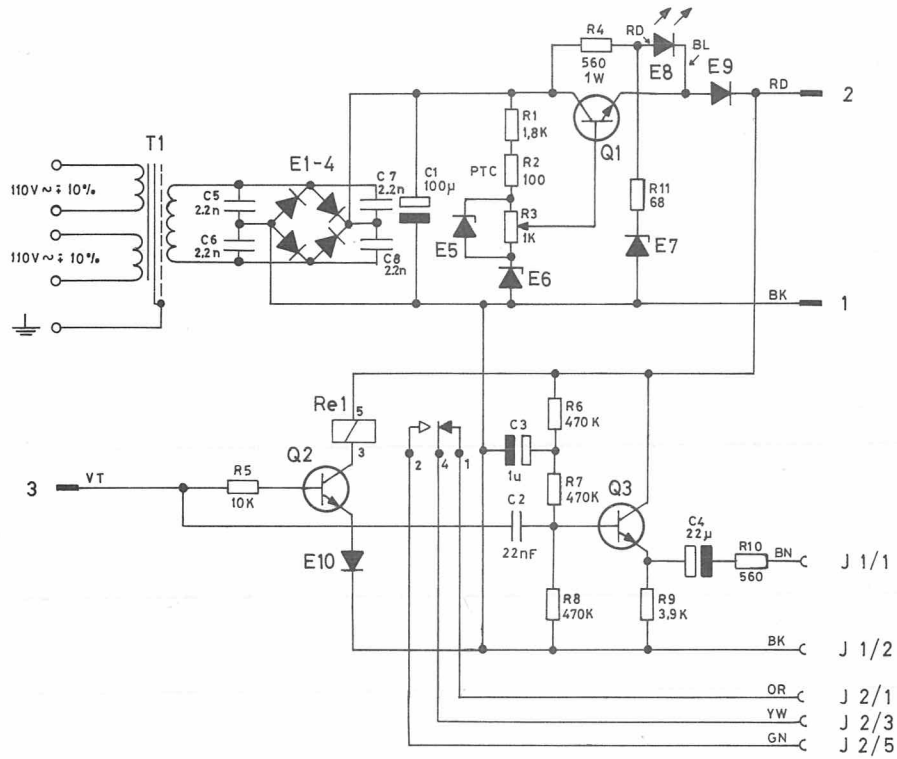 R4
560
1W
RD
E8
BL
E9
RD
2
T1
110V ~ ∓ 10%
110V ~ ∓ 10%
E1-4
C5
2.2n
C6
2,2n
C7
2.2n
C8
2.2n
C1
100µ
PTC
R1
1,8K
R2
100
R3
1K
E5
E6
Q1
R11
68
E7
BK
1
Re1
5
3
Q2
3
VT
R5
10K
E10
2
4
1
C3
1u
C2
22nF
R6
470K
R7
470K
R8
470K
Q3
R9
3,9K
C4
22µ
R10
560
BN
J 1/1
BK
J 1/2
OR
J 2/1
YW
J 2/3
GN
J 2/5